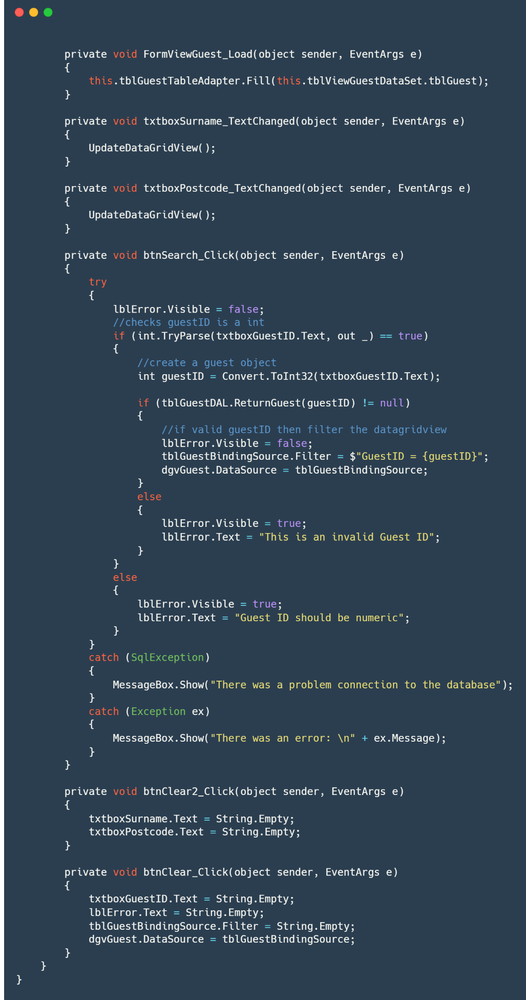 private void FormViewGuest_Load(object sender, EventArgs e)
{
this.tblGuestTableAdapter.Fill(this.tblViewGuestDataSet.tblGuest);
}
private void txtboxSurname_TextChanged(object sender, EventArgs e)
{
UpdateDataGridView();
}
private void txtboxPostcode_TextChanged(object sender, EventArgs e)
{
UpdateDataGridView();
}
private void btnSearch_Click(object sender, EventArgs e)
{
try
{
lblError.Visible = false;
//checks guestID is a int
if (int.TryParse(txtboxGuestID.Text, out _) == true)
{
//create a guest object
int guestID = Convert.ToInt32(txtboxGuestID.Text);
if (tblGuestDAL.ReturnGuest(guestID) != null)
{
//if valid guestID then filter the datagridview
lblError.Visible = false;
tblGuestBindingSource.Filter = $"GuestID = {guestID}";
dgvGuest.DataSource = tblGuestBindingSource;
}
else
{
lblError.Visible = true;
lblError.Text = "This is an invalid Guest ID";
}
}
else
{
lblError.Visible = true;
lblError.Text = "Guest ID should be numeric";
}
}
catch (SqlException)
{
MessageBox.Show("There was a problem connection to the database");
}
catch (Exception ex)
{
MessageBox.Show("There was an error: \n" + ex.Message);
}
}
private void btnClear2_Click(object sender, EventArgs e)
{
txtboxSurname.Text = String.Empty;
txtboxPostcode.Text = String.Empty;
}
private void btnClear_Click(object sender, EventArgs e)
{
txtboxGuestID.Text = String.Empty;
lblError.Text = String.Empty;
tblGuestBindingSource.Filter = String.Empty;
dgvGuest.DataSource = tblGuestBindingSource;
}
}
}